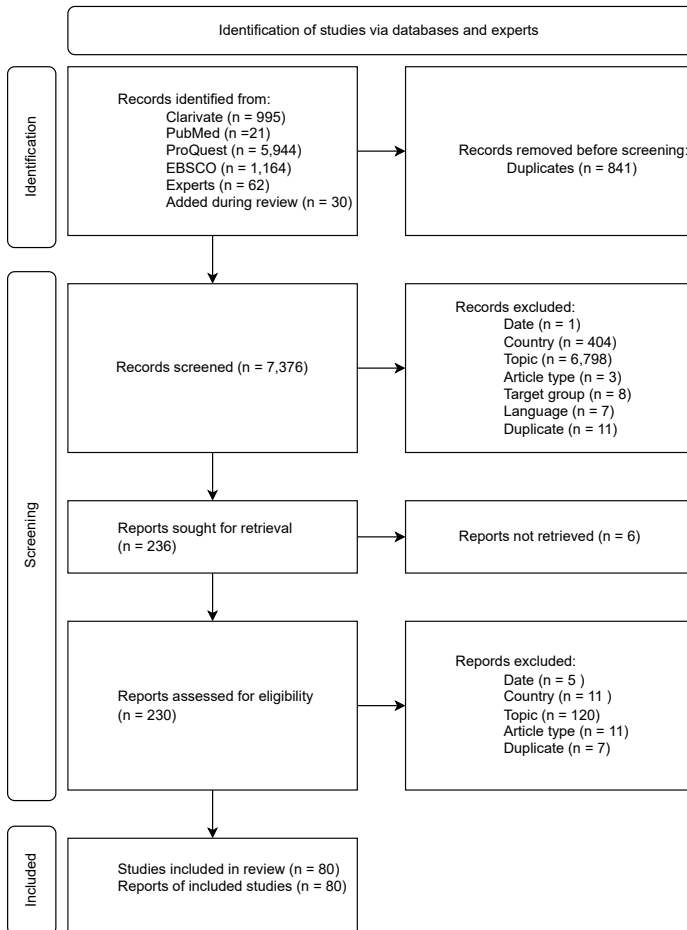 Identification of studies via databases and experts
Identification
Records identified from:
Clarivate (n = 995)
PubMed (n =21)
ProQuest (n = 5,944)
EBSCO (n = 1,164)
Experts (n = 62)
Added during review (n = 30)
Records removed before screening:
Duplicates (n = 841)
Screening
Records screened (n = 7,376)
Records excluded:
Date (n = 1)
Country (n = 404)
Topic (n = 6,798)
Article type (n = 3)
Target group (n = 8)
Language (n = 7)
Duplicate (n = 11)
Reports sought for retrieval
(n = 236)
Reports not retrieved (n = 6)
Reports assessed for eligibility
(n = 230)
Records excluded:
Date (n = 5 )
Country (n = 11 )
Topic (n = 120)
Article type (n = 11)
Duplicate (n = 7)
Included
Studies included in review (n = 80)
Reports of included studies (n = 80)